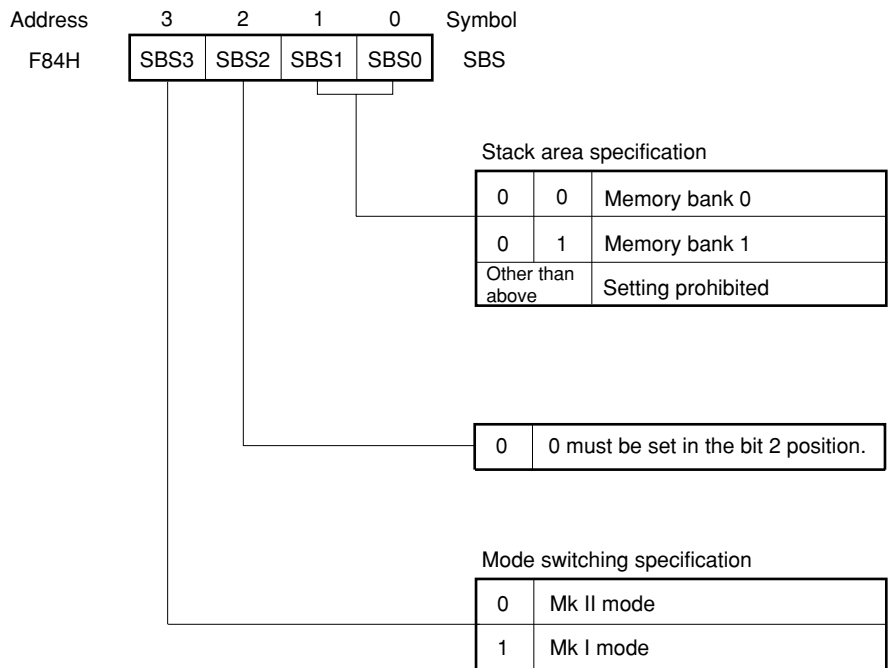 Address 3 2 1 0 Symbol
F84H SBS3 SBS2 SBS1 SBS0 SBS
Stack area specification
0 0 Memory bank 0
0 1 Memory bank 1
Other than
above Setting prohibited
0 0 must be set in the bit 2 position.
Mode switching specification
0 Mk II mode
1 Mk I mode